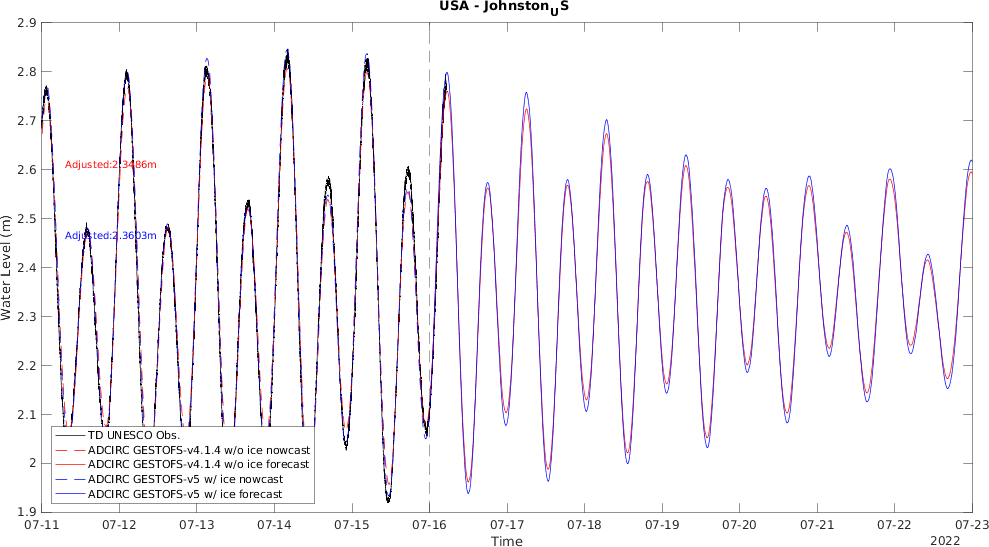 USA - Johnston_US
2.9
2.8
2.7
2.6
2.5
2.4
2.3
2.2
2.1
2
1.9
Water Level (m)
Adjusted:2.3486m
Adjusted:2.3603m
TD UNESCO Obs.
ADCIRC GESTOFS-v4.1.4 w/o ice nowcast
ADCIRC GESTOFS-v4.1.4 w/o ice forecast
ADCIRC GESTOFS-v5 w/ ice nowcast
ADCIRC GESTOFS-v5 w/ ice forecast
07-11 07-12 07-13 07-14 07-15 07-16 07-17 07-18 07-19 07-20 07-21 07-22 07-23
Time
2022